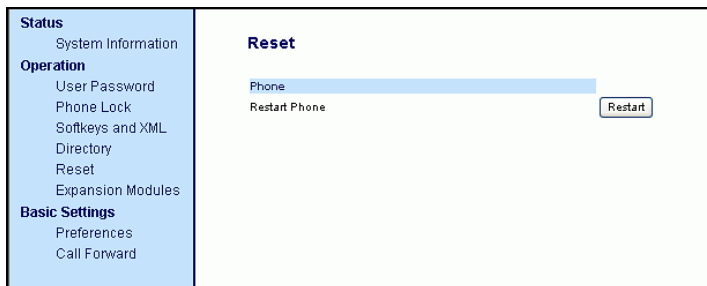 Status
System Information
Operation
User Password
Phone Lock
Softkeys and XML
Directory
Reset
Expansion Modules
Basic Settings
Preferences
Call Forward
Reset
Phone
Restart Phone
Restart